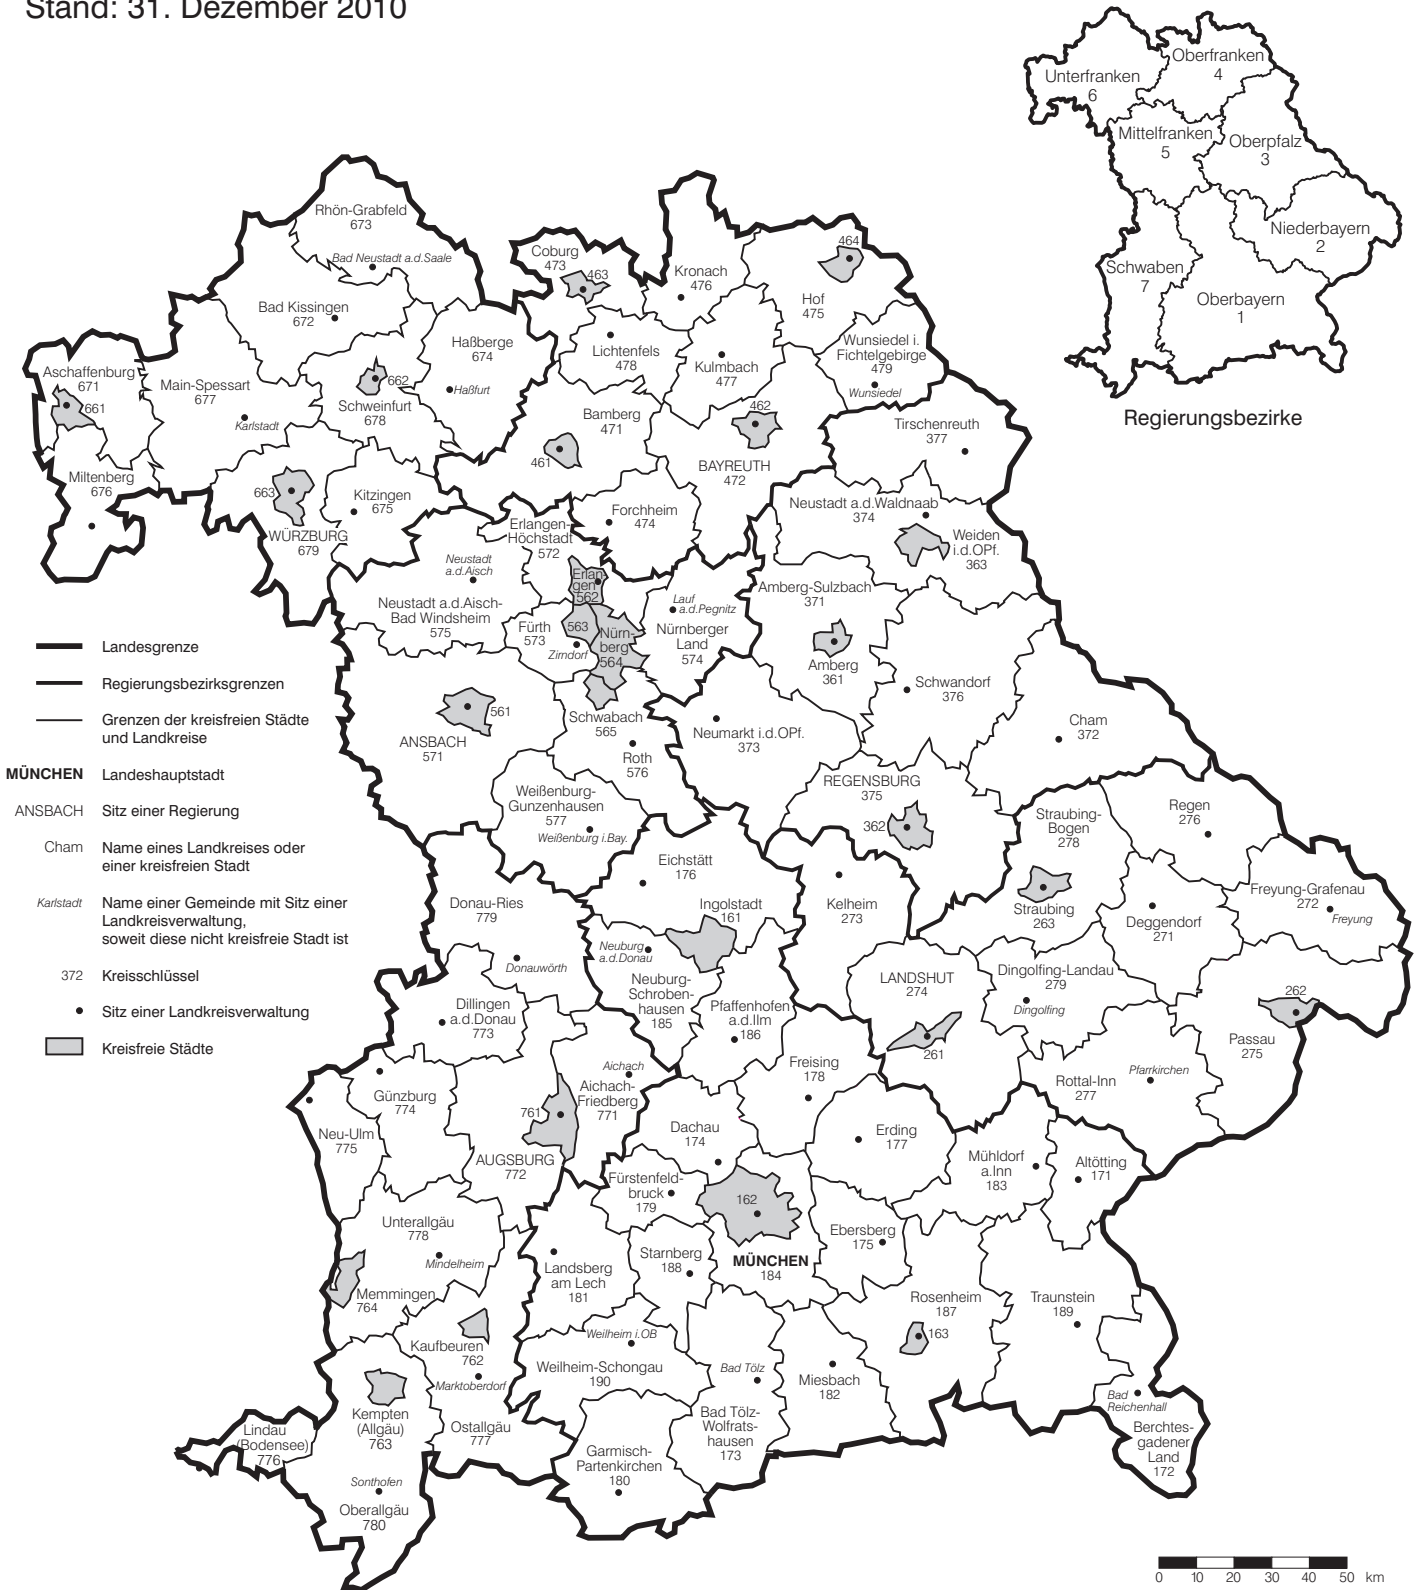 Stand: 31. Dezember 2010
Unterfranken
6
Oberfranken
4
Mittelfranken
5
Oberpfalz
3
Niederbayern
2
Schwaben
7
Oberbayern
1
Regierungsbezirke
Rhön-Grabfeld
673
Bad Neustadt a.d.Saale
Bad Kissingen
672
Coburg
473
463
Kronach
476
464
Hof
475
Haßberge
674
Haßfurt
Lichtenfels
478
Kulmbach
477
Wunsiedel i.
Fichtelgebirge
479
Wunsiedel
Aschaffenburg
671
661
Main-Spessart
677
Karlstadt
662
Schweinfurt
678
Bamberg
471
461
462
BAYREUTH
472
Tirschenreuth
377
Miltenberg
676
663
WÜRZBURG
679
Kitzingen
675
Forchheim
474
Erlangen-
Höchstadt
572
Neustadt a.d.Waldnaab
374
Weiden
i.d.OPf.
363
Neustadt
a.d.Aisch
Neustadt a.d.Aisch-
Bad Windsheim
575
Erlan-
gen
562
Fürth
573
563
Zirndorf
Nürn-
berg
564
Lauf
a.d.Pegnitz
Nürnberger
Land
574
Amberg-Sulzbach
371
Amberg
361
Schwandorf
376
Cham
372
561
ANSBACH
571
Schwabach
565
Roth
576
Neumarkt i.d.OPf.
373
REGENSBURG
375
362
Weißenburg-
Gunzenhausen
577
Weißenburg i.Bay.
Straubing-
Bogen
278
Regen
276
Straubing
263
Deggendorf
271
Freyung-Grafenau
272
Freyung
Landesgrenze
Regierungsbezirksgrenzen
Grenzen der kreisfreien Städte
und Landkreise
MÜNCHEN Landeshauptstadt
ANSBACH Sitz einer Regierung
Cham Name eines Landkreises oder
einer kreisfreien Stadt
Karlstadt Name einer Gemeinde mit Sitz einer
Landkreisverwaltung,
soweit diese nicht kreisfreie Stadt ist
372 Kreisschlüssel
Sitz einer Landkreisverwaltung
Kreisfreie Städte
Eichstätt
176
Ingolstadt
161
Kelheim
273
Donau-Ries
779
Donauwörth
Neuburg
a.d.Donau
Neuburg-
Schroben-
hausen
185
Pfaffenhofen
a.d.Ilm
186
LANDSHUT
274
261
Dingolfing-Landau
279
Dingolfing
262
Passau
275
Rottal-Inn
277
Pfarrkirchen
Dillingen
a.d.Donau
773
Günzburg
774
Neu-Ulm
775
Aichach
Aichach-
Friedberg
771
761
AUGSBURG
772
Freising
178
Dachau
174
Erding
177
Mühldorf
a.Inn
183
Altötting
171
Fürstenfeld-
bruck
179
162
MÜNCHEN
184
Ebersberg
175
Unterallgäu
778
Mindelheim
Memmingen
764
Landsberg
am Lech
181
Starnberg
188
Rosenheim
187
163
Traunstein
189
Kaufbeuren
762
Marktoberdorf
Weilheim i.OB
Weilheim-Schongau
190
Bad Tölz
Bad Tölz-
Wolfrats-
hausen
173
Miesbach
182
Bad
Reichenhall
Berchtes-
gadener
Land
172
Kempten
(Allgäu)
763
Ostallgäu
777
Lindau
(Bodensee)
776
Sonthofen
Oberallgäu
780
Garmisch-
Partenkirchen
180
0 10 20 30 40 50 km